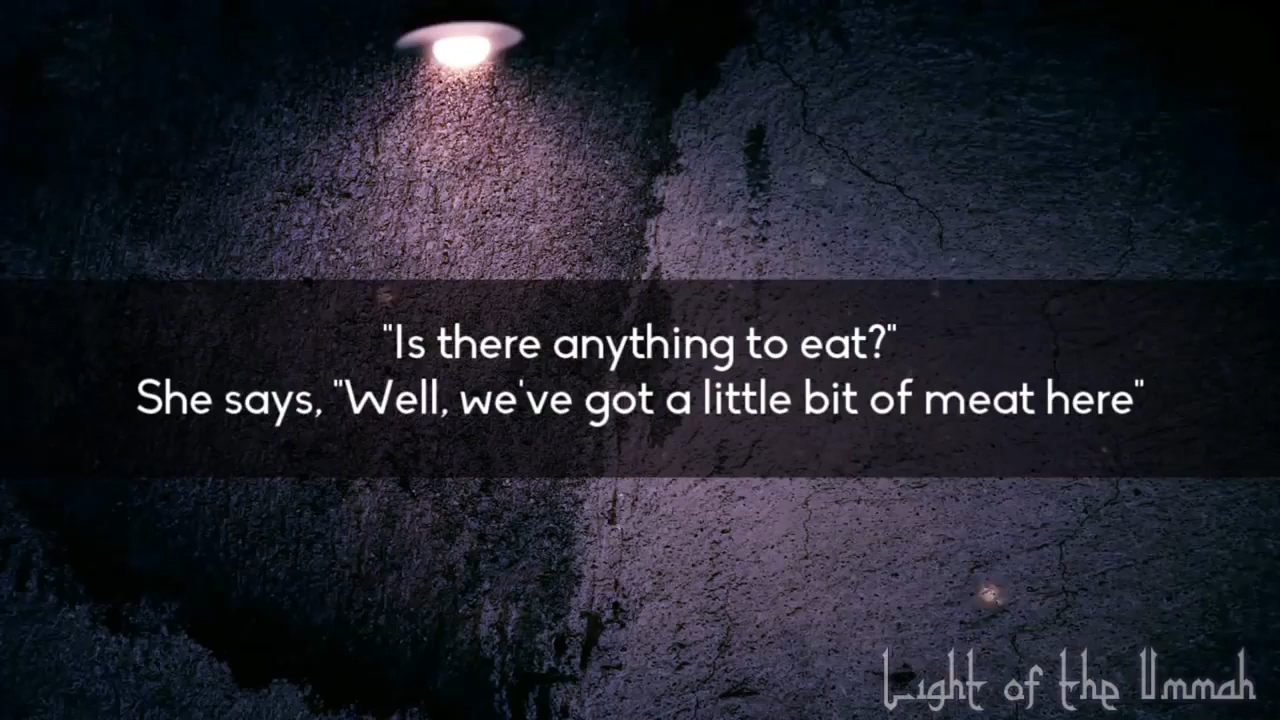 "Is there anything to eat?"
She says, "Well, we've got a little bit of meat here"
Light of the Ummah